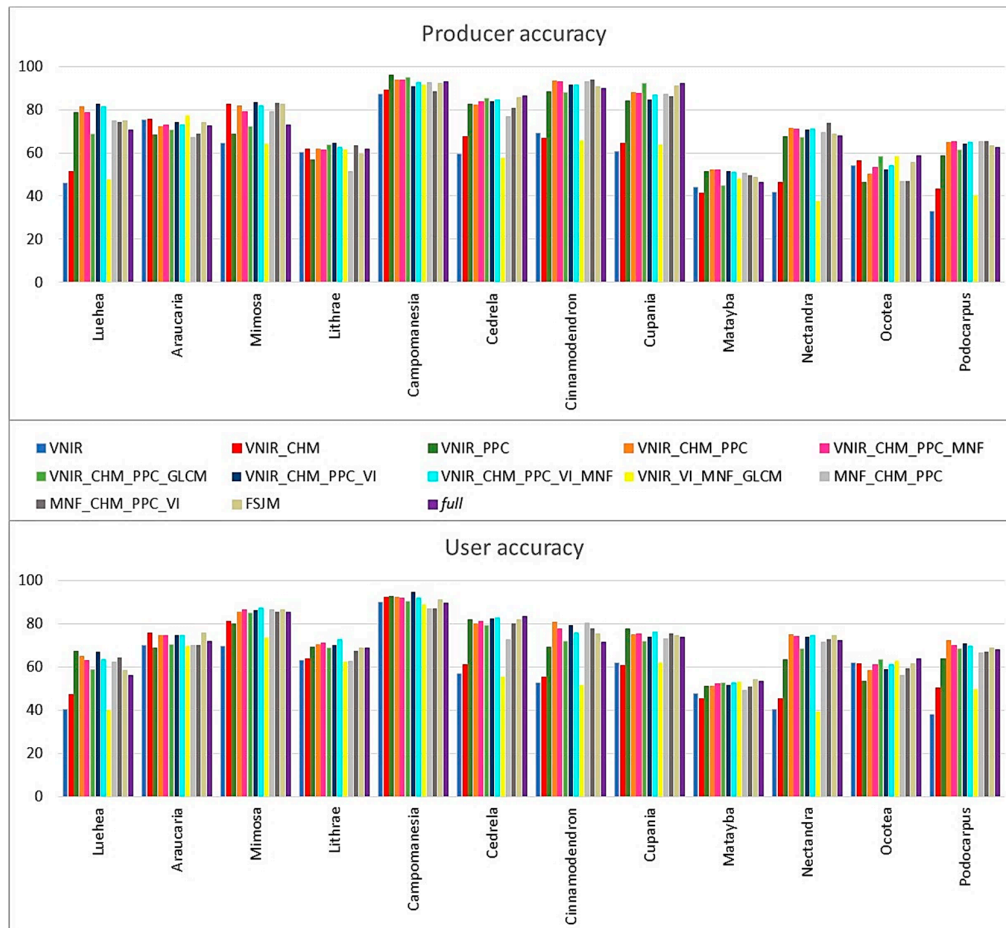 Producer accuracy
100
80
60
40
20
0
Luehea
Araucaria
Mimosa
Lithrae
Campomanesia
Cedrela
Cinnamodendron
Cupania
Matayba
Nectandra
Ocotea
Podocarpus
VNIR VNIR_CHM VNIR_PPC VNIR_CHM_PPC VNIR_CHM_PPC_MNF
VNIR_CHM_PPC_GLCM VNIR_CHM_PPC_VI VNIR_CHM_PPC_VI_MNF VNIR_VI_MNF_GLCM MNF_CHM_PPC
MNF_CHM_PPC_VI FSJM full
User accuracy
100
80
60
40
20
0
Luehea
Araucaria
Mimosa
Lithrae
Campomanesia
Cedrela
Cinnamodendron
Cupania
Matayba
Nectandra
Ocotea
Podocarpus